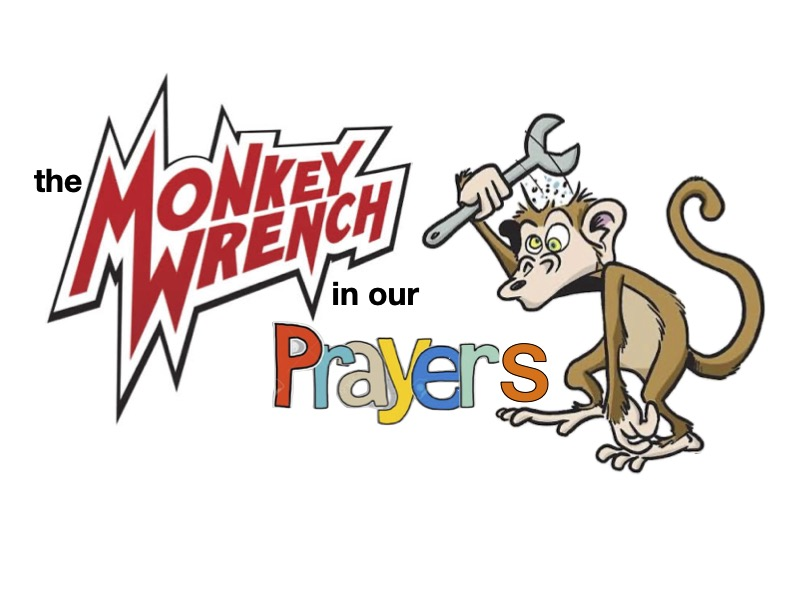 the
MONKEY
WRENCH
in our
Prayers